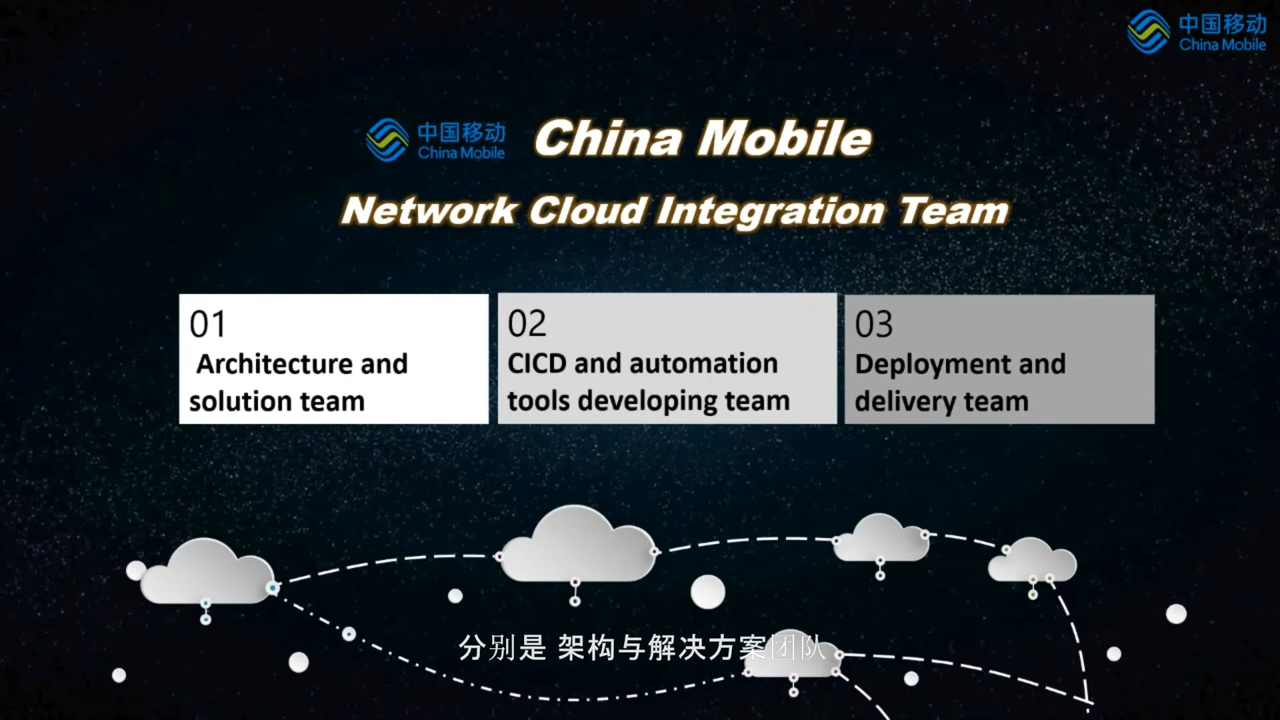 中国移动
China Mobile
中国移动
China Mobile
China Mobile
Network Cloud Integration Team
01
Architecture and
solution team
02
CICD and automation
tools developing team
03
Deployment and
delivery team
分别是 架构与解决方案团队